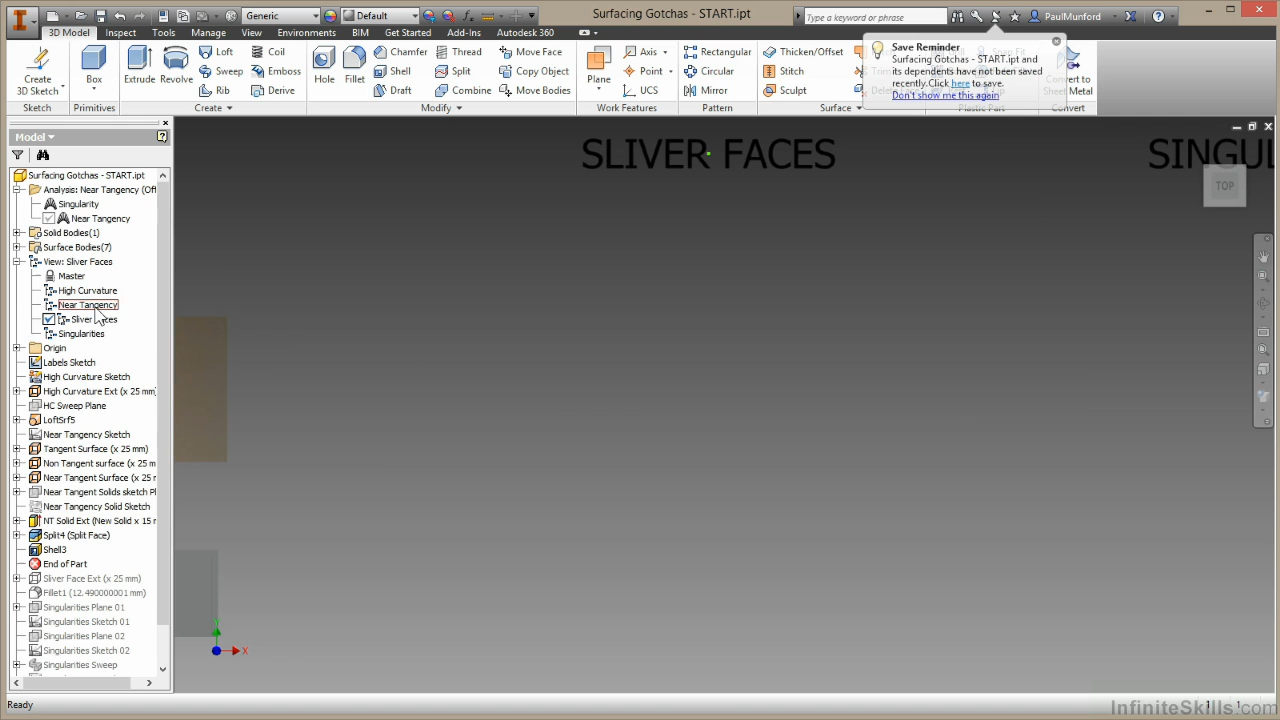 Generic
Default
Surfacing Gotchas - START.ipt
Type a keyword or phrase
PaulMunford
3D Model
Inspect
Tools
Manage
View
Environments
BIM
Get Started
Add-Ins
Autodesk 360
Create
3D Sketch
Sketch
Box
Primitives
Extrude
Revolve
Loft
Sweep
Rib
Coil
Emboss
Derive
Create
Hole
Fillet
Chamfer
Shell
Draft
Thread
Split
Combine
Move Face
Copy Object
Move Bodies
Modify
Plane
Axis
Point
UCS
Work Features
Rectangular
Circular
Mirror
Pattern
Thicken/Offset
Stitch
Sculpt
Surface
Plastic Part
Convert to
Sheet Metal
Convert
Save Reminder
Surfacing Gotchas - START.ipt and
its dependents have not been saved
recently.Click here to save.
Don't show me this again
Model
Surfacing Gotchas - START.ipt
Analysis: Near Tangency (Off
Singularity
Near Tangency
Solid Bodies(1)
Surface Bodies(7)
View: Sliver Faces
Master
High Curvature
Near Tangency
Sliver Faces
Singularities
Origin
Labels Sketch
High Curvature Sketch
High Curvature Ext (x 25 mm)
HC Sweep Plane
LoftSrf5
Near Tangency Sketch
Tangent Surface (x 25 mm)
Non Tangent surface (x 25 m
Near Tangent Surface (x 25 r
Near Tangent Solids sketch Pl
Near Tangency Solid Sketch
NT Solid Ext (New Solid x 15 r
Split4 (Split Face)
Shell3
End of Part
Sliver Face Ext (x 25 mm)
Fillet1 (12.490000001 mm)
Singularities Plane 01
Singularities Sketch 01
Singularities Plane 02
Singularities Sketch 02
Singularities Sweep
SLIVER FACES
SINGUL
TOP
Y
X
Ready
1
1
InfiniteSkills.com